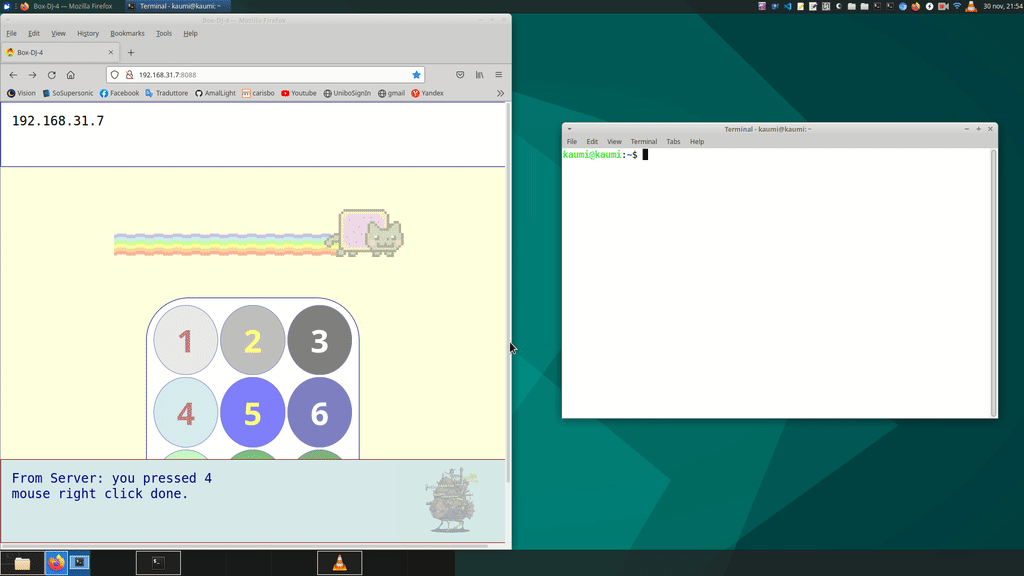 Box-DJ-4 — Mozilla Firefox
Terminal - kaumi@kaumi: ~
30 nov, 21:54
Box-DJ-4 — Mozilla Firefox
File Edit View History Bookmarks Tools Help
Box-DJ-4
192.168.31.7:8088
Vision SoSupersonic Facebook Traduttore AmalLight carisbo Youtube UniboSignIn gmail Yandex
192.168.31.7
1 2 3
4 5 6
From Server: you pressed 4
mouse right click done.
Terminal - kaumi@kaumi: ~
File Edit View Terminal Tabs Help
kaumi@kaumi:~$